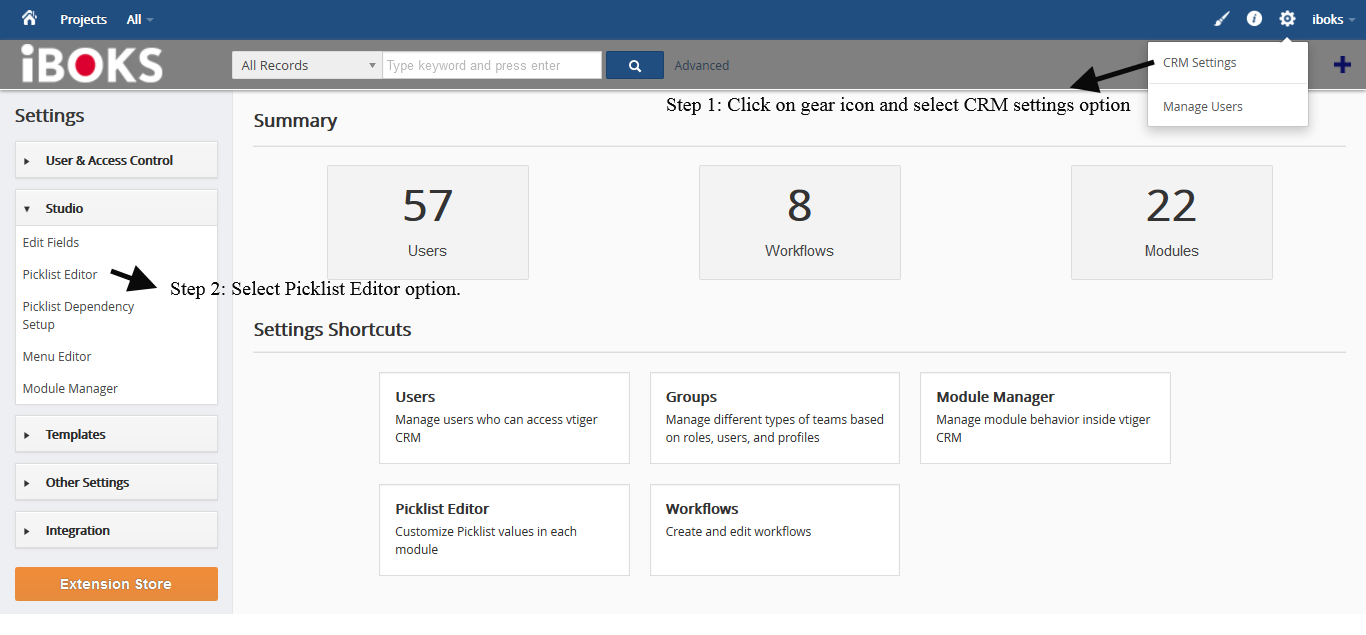 Projects All iboks
iBOKS All Records Type keyword and press enter Advanced
CRM Settings
Manage Users
Step 1: Click on gear icon and select CRM settings option
Settings
User & Access Control
Studio
Edit Fields
Picklist Editor
Step 2: Select Picklist Editor option.
Picklist Dependency
Setup
Menu Editor
Module Manager
Templates
Other Settings
Integration
Extension Store
Summary
57
Users
8
Workflows
22
Modules
Settings Shortcuts
Users
Manage users who can access vtiger
CRM
Groups
Manage different types of teams based
on roles, users, and profiles
Module Manager
Manage module behavior inside vtiger
CRM
Picklist Editor
Customize Picklist values in each
module
Workflows
Create and edit workflows